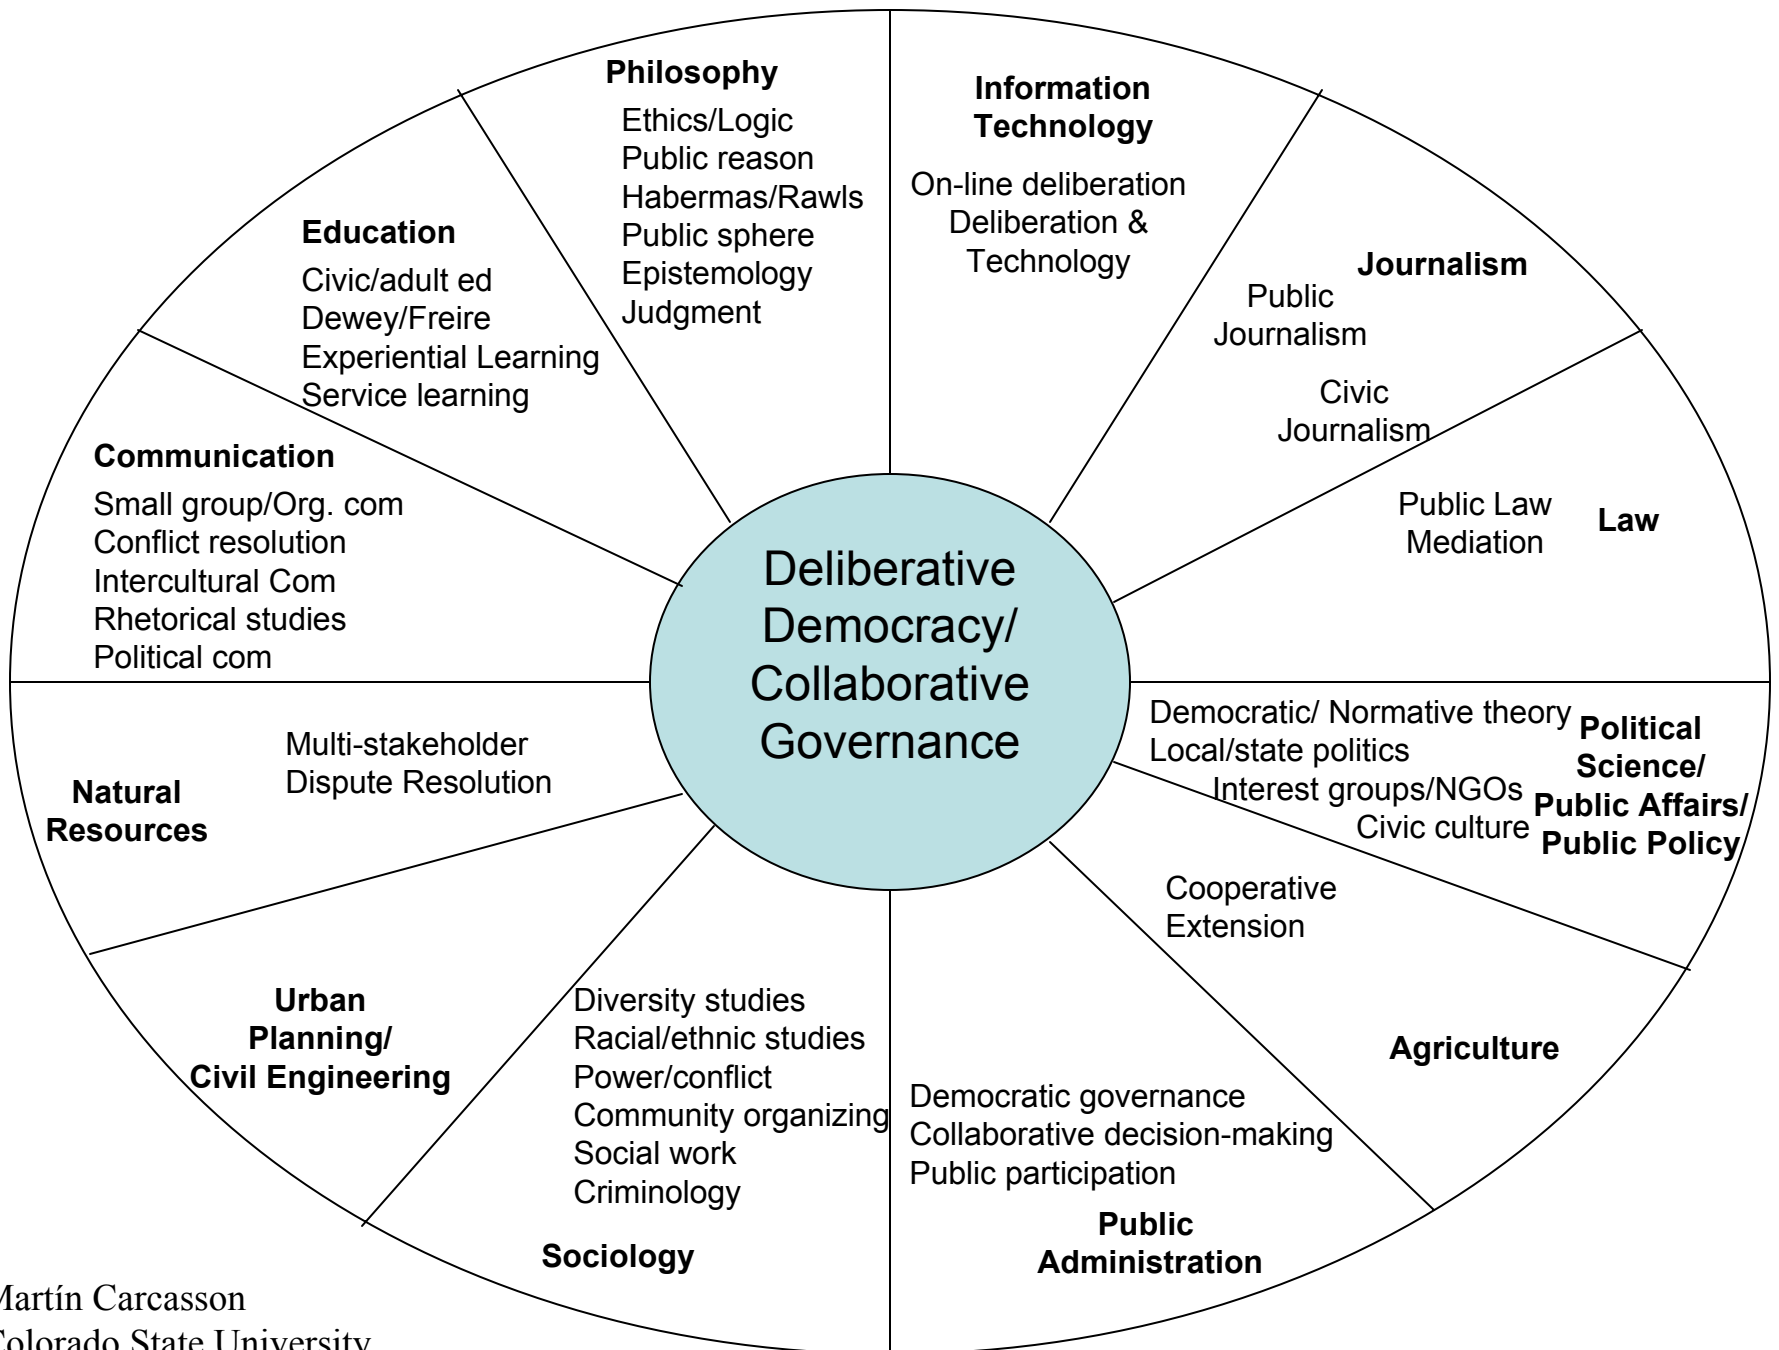 Philosophy
Ethics/Logic
Public reason
Habermas/Rawls
Public sphere
Epistemology
Judgment
Information
Technology
On-line deliberation
Deliberation &
Technology
Education
Civic/adult ed
Dewey/Freire
Experiential Learning
Service learning
Journalism
Public
Journalism
Civic
Journalism
Communication
Small group/Org. com
Conflict resolution
Intercultural Com
Rhetorical studies
Political com
Public Law
Mediation
Law
Deliberative
Democracy/
Collaborative
Governance
Natural
Resources
Multi-stakeholder
Dispute Resolution
Democratic/ Normative theory
Local/state politics
Interest groups/NGOs
Civic culture
Political
Science/
Public Affairs/
Public Policy
Cooperative
Extension
Agriculture
Urban
Planning/
Civil Engineering
Diversity studies
Racial/ethnic studies
Power/conflict
Community organizing
Social work
Criminology
Sociology
Democratic governance
Collaborative decision-making
Public participation
Public
Administration
Martín Carcasson
Colorado State University